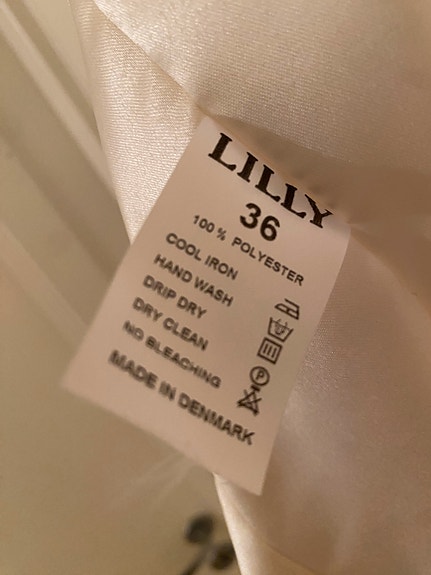 LILLY
36
100 % POLYESTER
COOL IRON
HAND WASH
DRIP DRY
DRY CLEAN
NO BLEACHING
P
MADE IN DENMARK